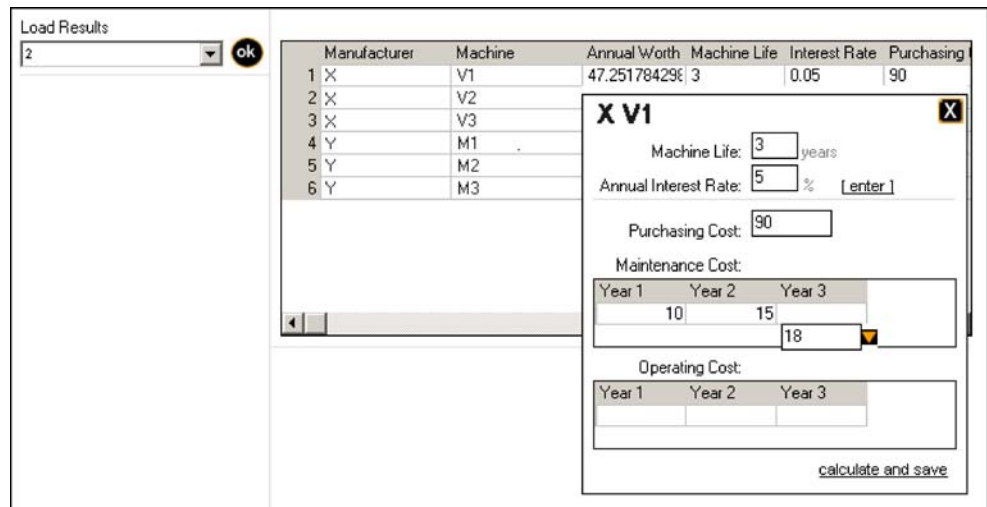 Load Results
2 ok
Manufacturer Machine Annual Worth Machine Life Interest Rate Purchasing
1 X V1 47.251784298 3 0.05 90
2 X V2
3 X V3
4 Y M1
5 Y M2
6 Y M3
X V1 X
Machine Life: 3 years
Annual Interest Rate: 5 % [ enter ]
Purchasing Cost: 90
Maintenance Cost:
Year 1 Year 2 Year 3
10 15
18
Operating Cost:
Year 1 Year 2 Year 3
calculate and save